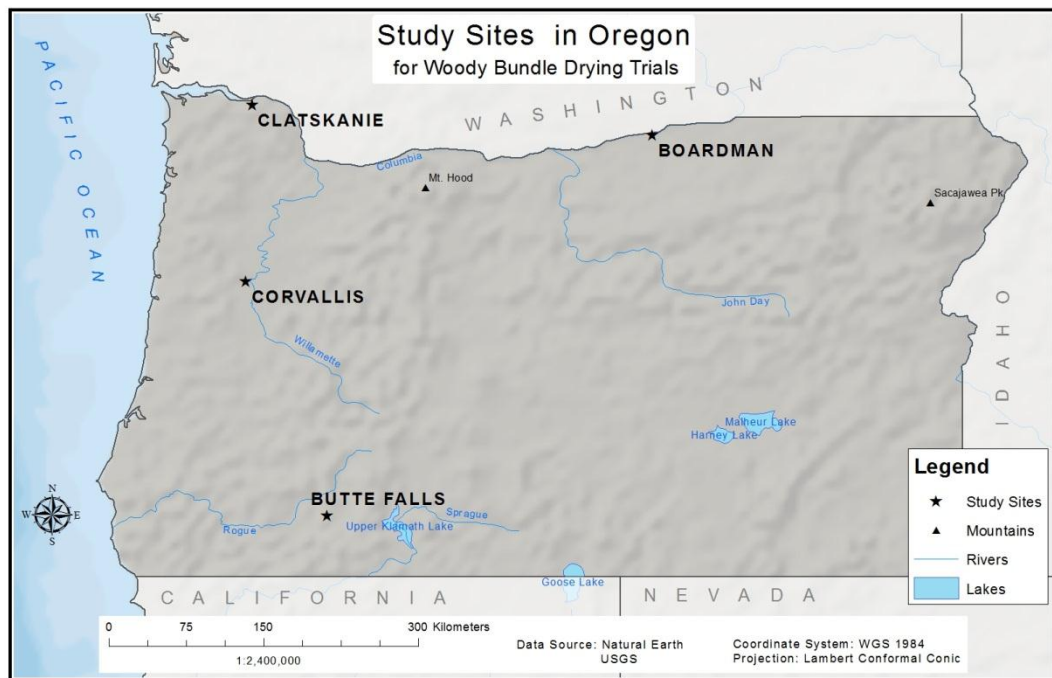 Study Sites in Oregon
for Woody Bundle Drying Trials
PACIFIC OCEAN
WASHINGTON
CLATSKANIE
BOARDMAN
Columbia
Mt. Hood
Sacajawea Pk.
CORVALLIS
John Day
IDAHO
Willamette
Malheur Lake
Harney Lake
BUTTE FALLS
Rogue
Upper Klamath Lake
Sprague
Goose Lake
CALIFORNIA
NEVADA
N
W
E
S
Legend
Study Sites
Mountains
Rivers
Lakes
0 75 150 300 Kilometers
1:2,400,000
Data Source: Natural Earth
USGS
Coordinate System: WGS 1984
Projection: Lambert Conformal Conic